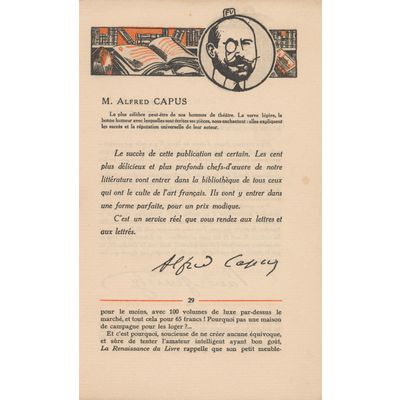 M. Alfred CAPUS
Le plus célèbre peut-être de nos hommes de théâtre. La verve légère, la
bonne humeur avec lesquelles sont écrites ses pièces, nous enchantent : elles expliquent
les succès et la réputation universelle de leur auteur.
Le succès de cette publication est certain. Les cent
plus délicieux et plus profonds chefs-d'œuvre de notre
littérature vont entrer dans la bibliothèque de tous ceux
qui ont le culte de l'art français. Ils vont y entrer dans
une forme parfaite, pour un prix modique.
C'est un service réel que vous rendez aux lettres et
aux lettrés.
Alfred Capus
29
pour le moins, avec 100 volumes de luxe par-dessus le
marché, et tout cela pour 65 francs ! Pourquoi pas une maison
de campagne pour les loger ?...
Et c'est pourquoi, soucieuse de ne créer aucune équivoque,
et sûre de tenter l'amateur intelligent ayant bon goût,
La Renaissance du Livre rappelle que son petit meuble-